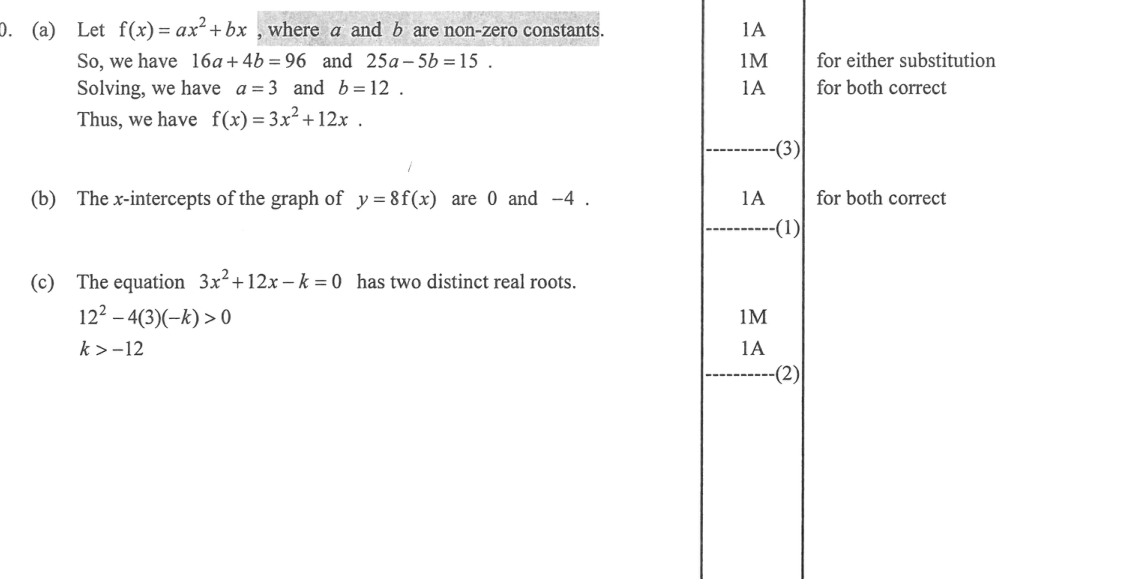 0. (a) Let f(x) = ax² + bx , where a and b are non-zero constants. 1A
So, we have 16a + 4b = 96 and 25a − 5b = 15 . 1M for either substitution
Solving, we have a = 3 and b = 12 . 1A for both correct
Thus, we have f(x) = 3x² + 12x .
----------(3)
(b) The x-intercepts of the graph of y = 8f(x) are 0 and −4 . 1A for both correct
----------(1)
(c) The equation 3x² + 12x − k = 0 has two distinct real roots.
12² − 4(3)(−k) > 0 1M
k > −12 1A
----------(2)